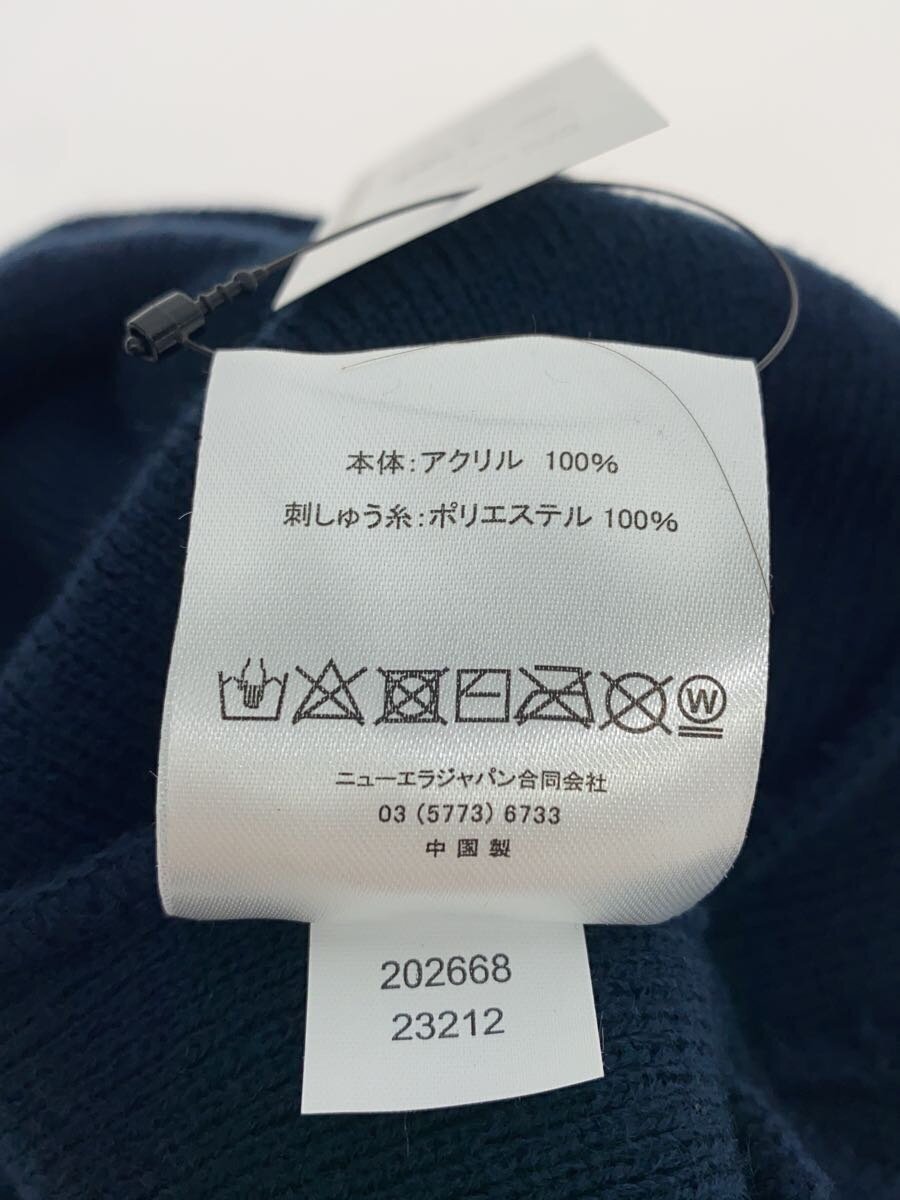 本体：アクリル 100%
刺しゅう糸：ポリエステル 100%
W
ニューエラジャパン合同会社
03 (5773) 6733
中国製
202668
23212